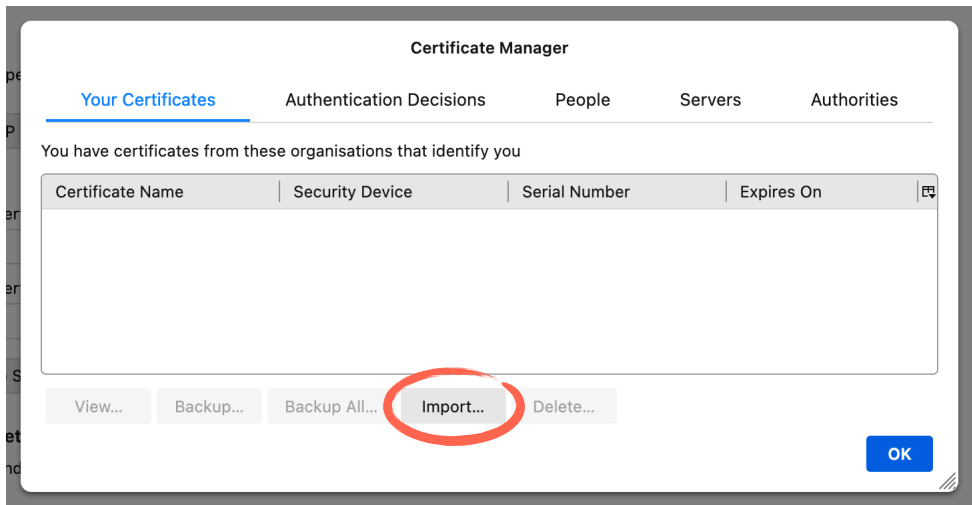 Certificate Manager
Your Certificates Authentication Decisions People Servers Authorities
You have certificates from these organisations that identify you
Certificate Name Security Device Serial Number Expires On
View... Backup... Backup All... Import... Delete...
OK